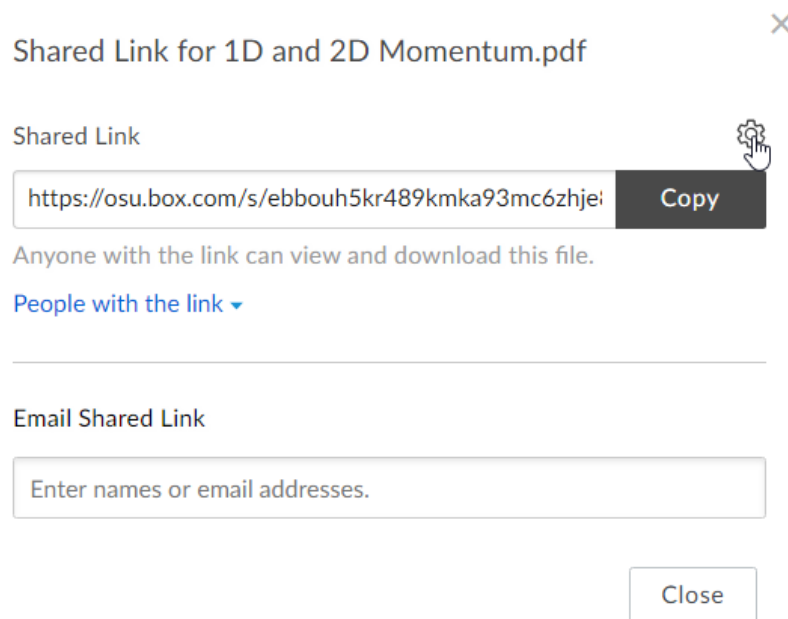 Shared Link for 1D and 2D Momentum.pdf
Shared Link
https://osu.box.com/s/ebbouh5kr489kmka93mc6zhje
Copy
Anyone with the link can view and download this file.
People with the link
Email Shared Link
Enter names or email addresses.
Close